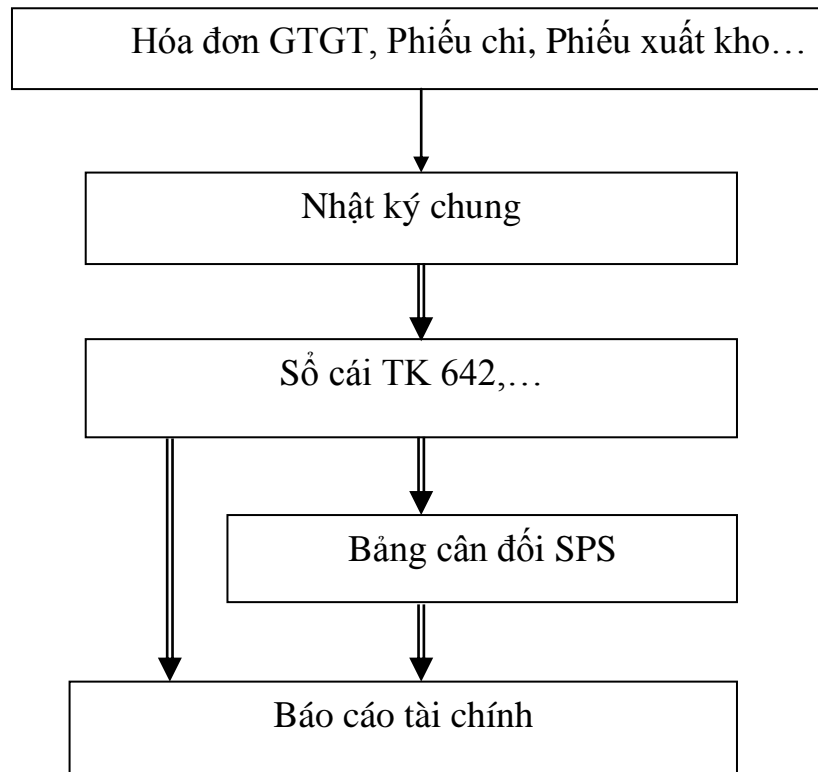 Hóa đơn GTGT, Phiếu chi, Phiếu xuất kho…
Nhật ký chung
Sổ cái TK 642,…
Bảng cân đối SPS
Báo cáo tài chính